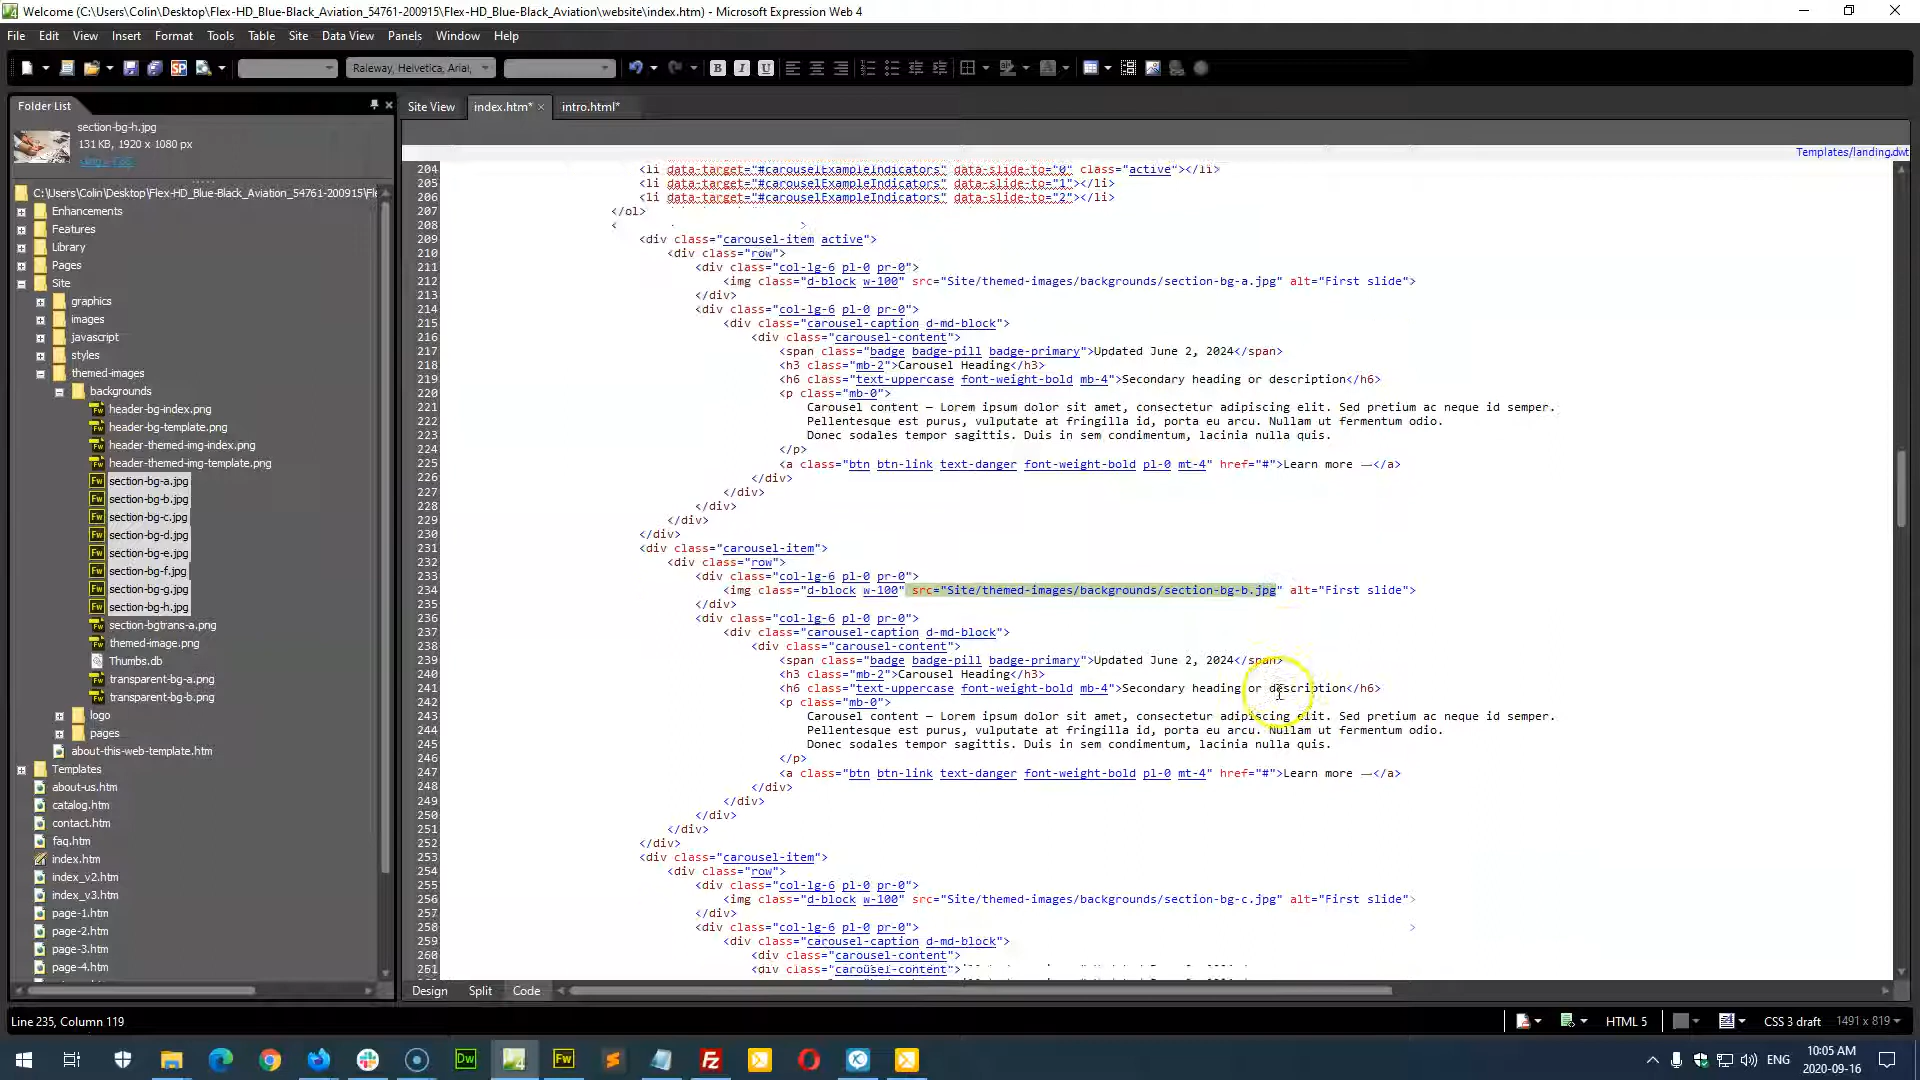 Welcome (C:\Users\Colin\Desktop\Flex-HD_Blue-Black_Aviation_54761-200915\Flex-HD_Blue-Black_Aviation\website\index.htm) - Microsoft Expression Web 4
File Edit View Insert Format Tools Site Data View Panels Window Help
Raleway, Helvetica, Arial,
Folder List
section-bg-h.jpg
131 KB, 1920 x 1080 px
C:\Users\Colin\Desktop\Flex-HD_Blue-Black_Aviation_54761-200915\Fle
Enhancements
Features
Library
Pages
Site
graphics
images
javascript
styles
themed-images
backgrounds
header-bg-index.png
header-bg-template.png
header-themed-img-index.png
header-themed-img-template.png
section-bg-a.jpg
section-bg-b.jpg
section-bg-c.jpg
section-bg-d.jpg
section-bg-e.jpg
section-bg-f.jpg
section-bg-g.jpg
section-bg-h.jpg
section-bgtrans-a.png
themed-image.png
Thumbs.db
transparent-bg-a.png
transparent-bg-b.png
logo
pages
about-this-web-template.htm
Templates
about-us.htm
catalog.htm
contact.htm
faq.htm
index.htm
index_v2.htm
index_v3.htm
page-1.htm
page-2.htm
page-3.htm
page-4.htm
Site View index.htm* × intro.html*
Templates/landing.dwt
204 <li data-target="#carouselExampleIndicators" data-slide-to="0" class="active"></li>
205 <li data-target="#carouselExampleIndicators" data-slide-to="1"></li>
206 <li data-target="#carouselExampleIndicators" data-slide-to="2"></li>
207 </ol>
208 < >
209 <div class="carousel-item active">
210 <div class="row">
211 <div class="col-lg-6 pl-0 pr-0">
212 <img class="d-block w-100" src="Site/themed-images/backgrounds/section-bg-a.jpg" alt="First slide">
213 </div>
214 <div class="col-lg-6 pl-0 pr-0">
215 <div class="carousel-caption d-md-block">
216 <div class="carousel-content">
217 <span class="badge badge-pill badge-primary">Updated June 2, 2024</span>
218 <h3 class="mb-2">Carousel Heading</h3>
219 <h6 class="text-uppercase font-weight-bold mb-4">Secondary heading or description</h6>
220 <p class="mb-0">
221 Carousel content — Lorem ipsum dolor sit amet, consectetur adipiscing elit. Sed pretium ac neque id semper.
222 Pellentesque est purus, vulputate at fringilla id, porta eu arcu. Nullam ut fermentum odio.
223 Donec sodales tempor sagittis. Duis in sem condimentum, lacinia nulla quis.
224 </p>
225 <a class="btn btn-link text-danger font-weight-bold pl-0 mt-4" href="#">Learn more —</a>
226 </div>
227 </div>
228 </div>
229 </div>
230 </div>
231 <div class="carousel-item">
232 <div class="row">
233 <div class="col-lg-6 pl-0 pr-0">
234 <img class="d-block w-100" src="Site/themed-images/backgrounds/section-bg-b.jpg" alt="First slide">
235 </div>
236 <div class="col-lg-6 pl-0 pr-0">
237 <div class="carousel-caption d-md-block">
238 <div class="carousel-content">
239 <span class="badge badge-pill badge-primary">Updated June 2, 2024</span>
240 <h3 class="mb-2">Carousel Heading</h3>
241 <h6 class="text-uppercase font-weight-bold mb-4">Secondary heading or description</h6>
242 <p class="mb-0">
243 Carousel content — Lorem ipsum dolor sit amet, consectetur adipiscing elit. Sed pretium ac neque id semper.
244 Pellentesque est purus, vulputate at fringilla id, porta eu arcu. Nullam ut fermentum odio.
245 Donec sodales tempor sagittis. Duis in sem condimentum, lacinia nulla quis.
246 </p>
247 <a class="btn btn-link text-danger font-weight-bold pl-0 mt-4" href="#">Learn more —</a>
248 </div>
249 </div>
250 </div>
251 </div>
252 </div>
253 <div class="carousel-item">
254 <div class="row">
255 <div class="col-lg-6 pl-0 pr-0">
256 <img class="d-block w-100" src="Site/themed-images/backgrounds/section-bg-c.jpg" alt="First slide">
257 </div>
258 <div class="col-lg-6 pl-0 pr-0"> >
259 <div class="carousel-caption d-md-block">
260 <div class="carousel-content">
261 <div class="carousel-content">
Design Split Code
Line 235, Column 119
HTML 5 CSS 3 draft 1491 x 819
Dw Fw Fz K
ENG
10:05 AM
2020-09-16